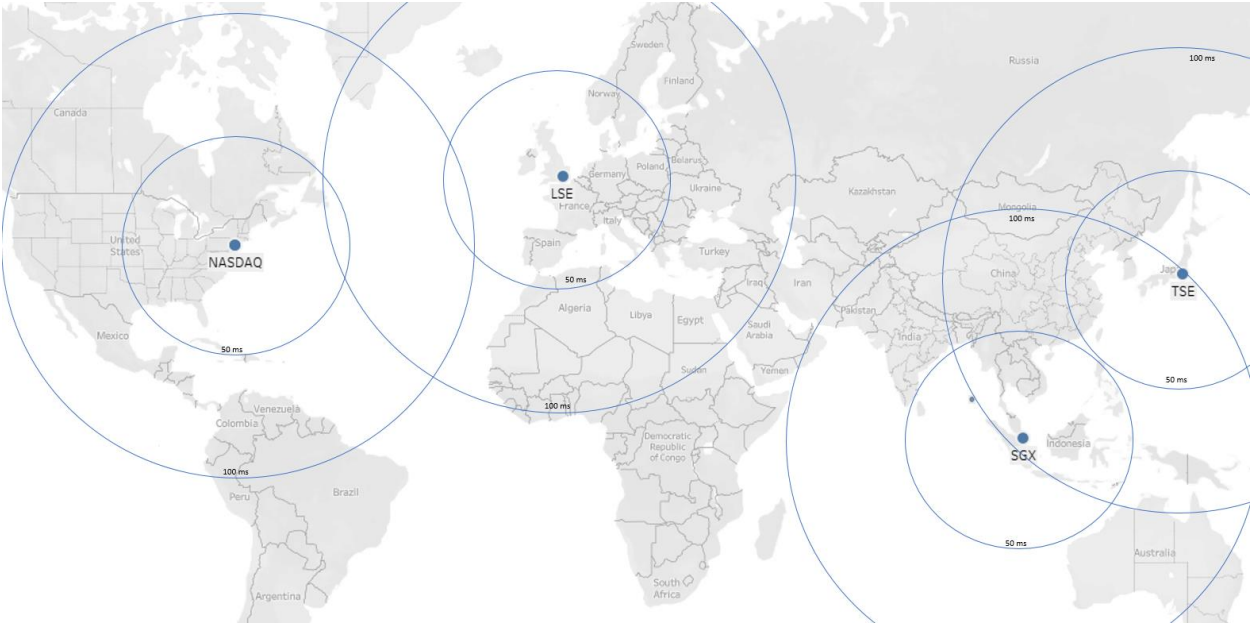 Sweden
Russia
100 ms
Finland
Norway
Canada
Poland
Belarus
Germany
Ukraine
LSE
Kazakhstan
France
Mongolia
Italy
100 ms
United
States
Spain
Turkey
NASDAQ
Japa
China
50 ms
Iraq
Iran
TSE
Algeria
Libya
Egypt
Pakistan
Saudi
Arabia
Mexico
India
50 ms
Sudan
Yemen
50 ms
100 ms
Venezuela
Colombia
Democratic
Republic
of Congo
Indonesia
SGX
100 ms
Peru
Brazil
50 ms
Australia
South
Africa
Argentina